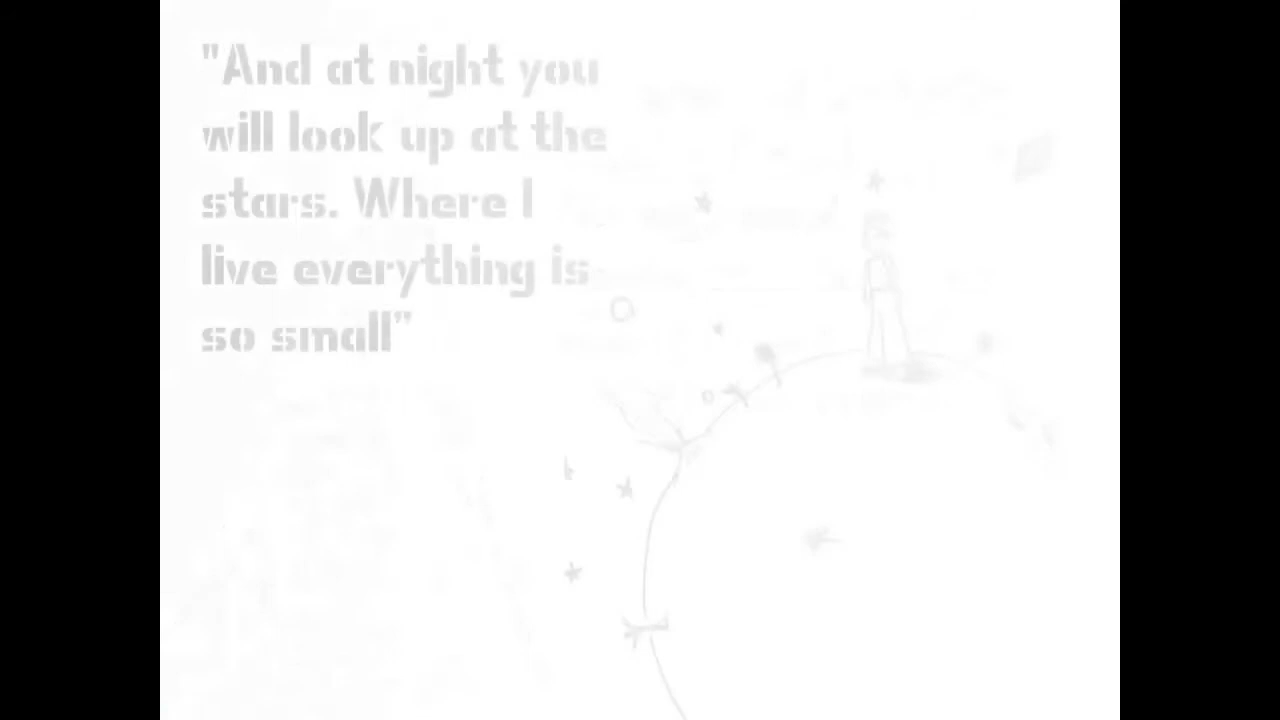 "And at night you
will look up at the
stars. Where I
live everything is
so small”